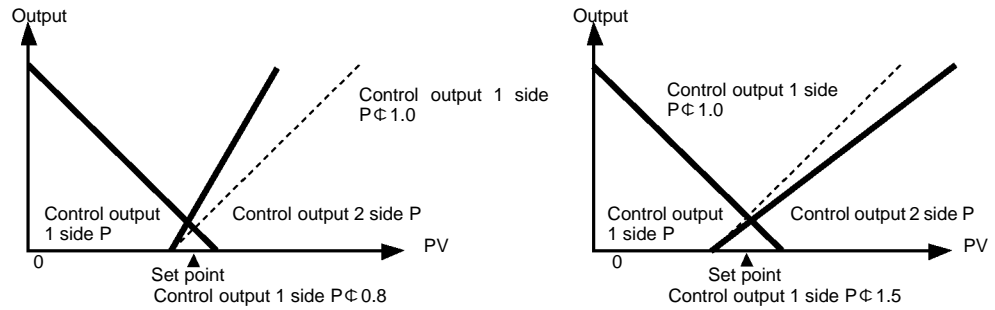 Output
Control output 1 side
P₵1.0
Control output
1 side P
Control output 2 side P
PV
0
Set point
Control output 1 side P₵0.8
Output
Control output 1 side
P₵1.0
Control output
1 side P
Control output 2 side P
PV
0
Set point
Control output 1 side P₵1.5